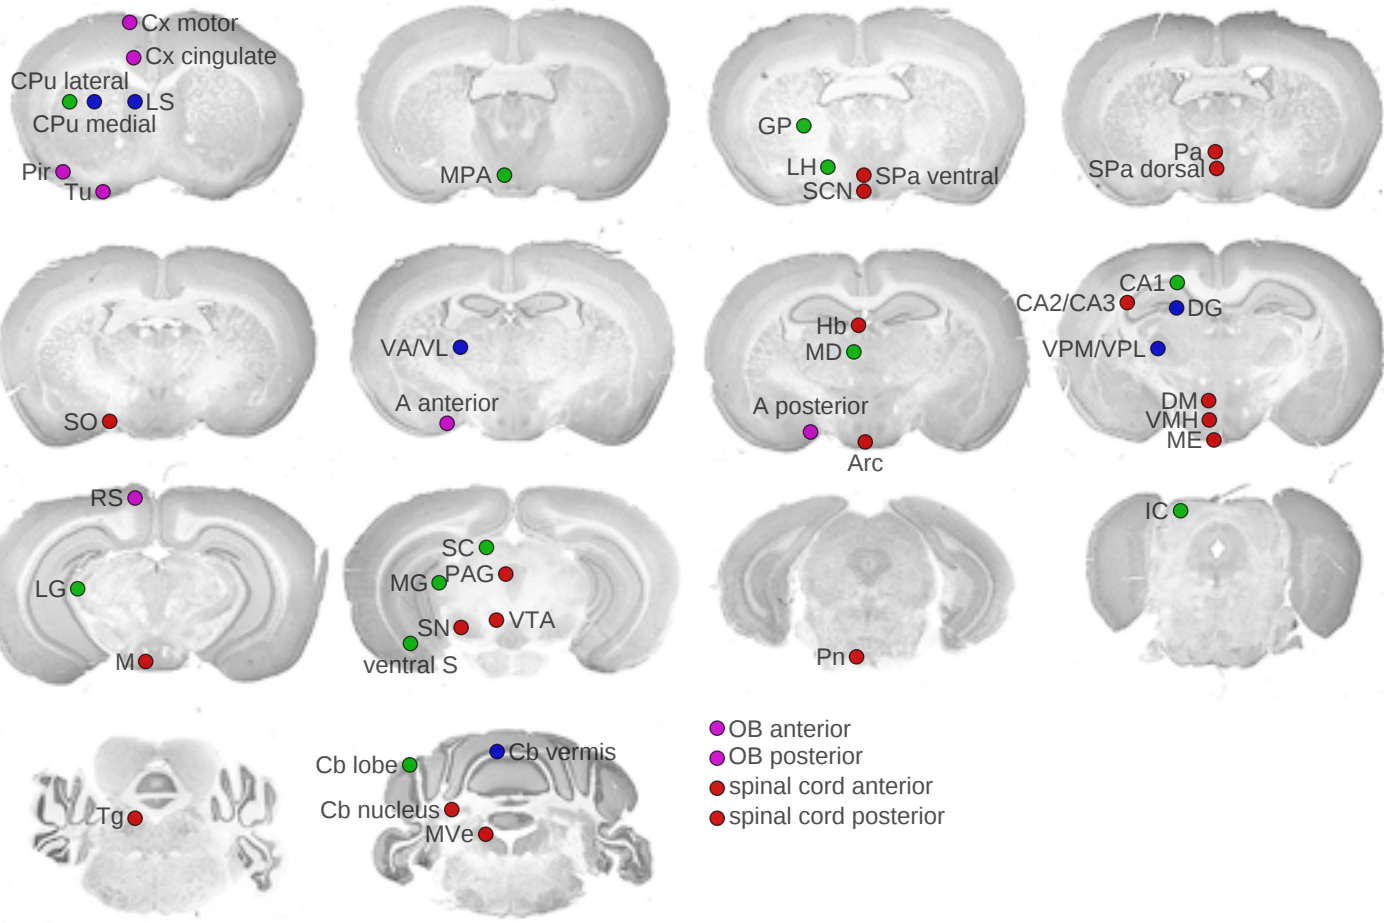 Cx motor
Cx cingulate
CPu lateral
LS
CPu medial
Pir
Tu
MPA
GP
LH
SPa ventral
SCN
Pa
SPa dorsal
SO
VA/VL
A anterior
Hb
MD
A posterior
Arc
CA1
CA2/CA3
DG
VPM/VPL
DM
VMH
ME
RS
LG
M
SC
MG
PAG
SN
VTA
ventral S
Pn
IC
Tg
Cb lobe
Cb vermis
Cb nucleus
MVe
OB anterior
OB posterior
spinal cord anterior
spinal cord posterior